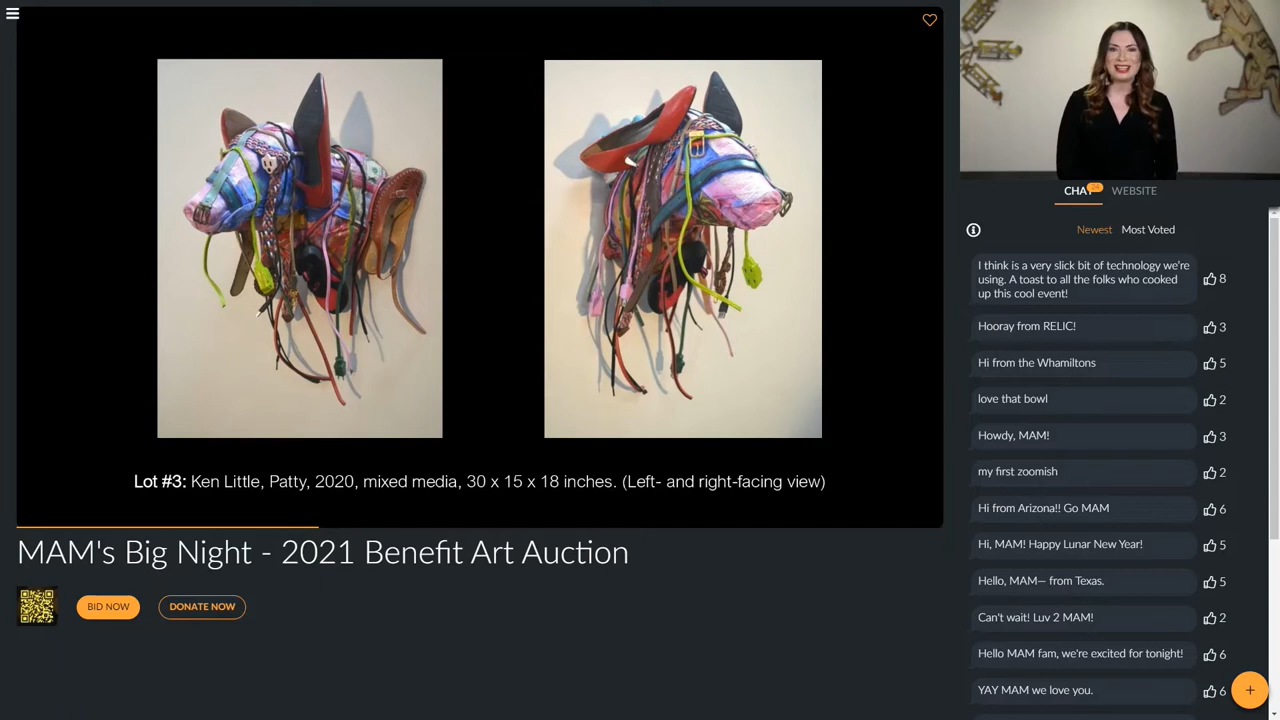 Lot #3: Ken Little, Patty, 2020, mixed media, 30 x 15 x 18 inches. (Left- and right-facing view)
MAM's Big Night - 2021 Benefit Art Auction
BID NOW
DONATE NOW
CHAT
WEBSITE
Newest
Most Voted
I think is a very slick bit of technology we're
using. A toast to all the folks who cooked
up this cool event!
8
Hooray from RELIC!
3
Hi from the Whamiltons
5
love that bowl
2
Howdy, MAM!
3
my first zoomish
2
Hi from Arizona!! Go MAM
6
Hi, MAM! Happy Lunar New Year!
5
Hello, MAM— from Texas.
5
Can't wait! Luv 2 MAM!
2
Hello MAM fam, we're excited for tonight!
6
YAY MAM we love you.
6